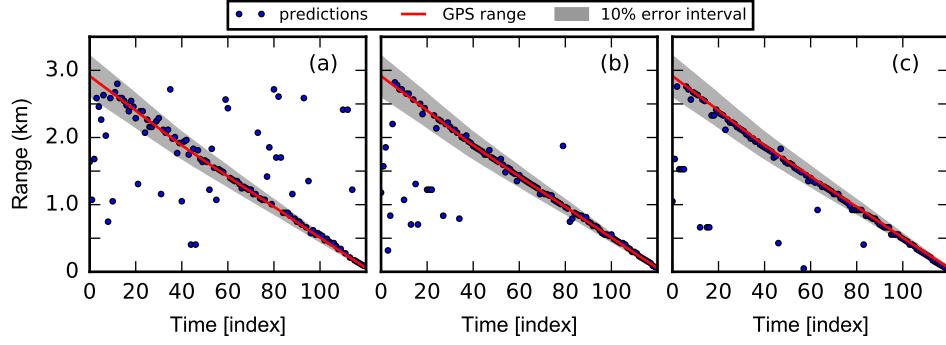 predictions GPS range 10% error interval
(a) (b) (c)
Range (km)
3.0
2.0
1.0
0
0 20 40 60 80 100 0 20 40 60 80 100 0 20 40 60 80 100
Time [index] Time [index] Time [index]